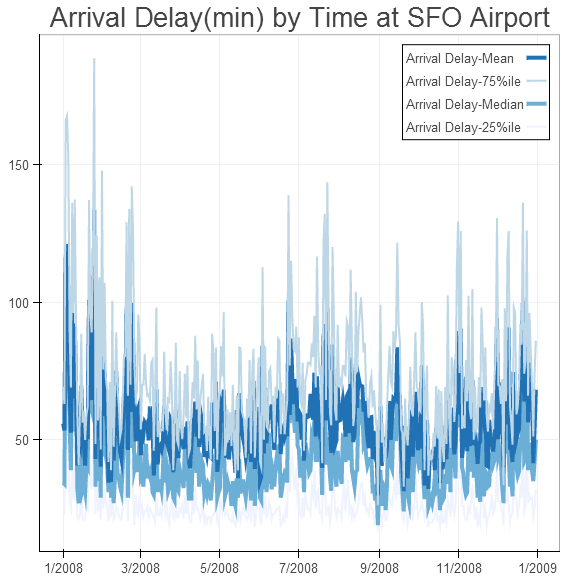 Arrival Delay(min) by Time at SFO Airport
Arrival Delay-Mean
Arrival Delay-75%ile
Arrival Delay-Median
Arrival Delay-25%ile
150
100
50
1/2008 3/2008 5/2008 7/2008 9/2008 11/2008 1/2009